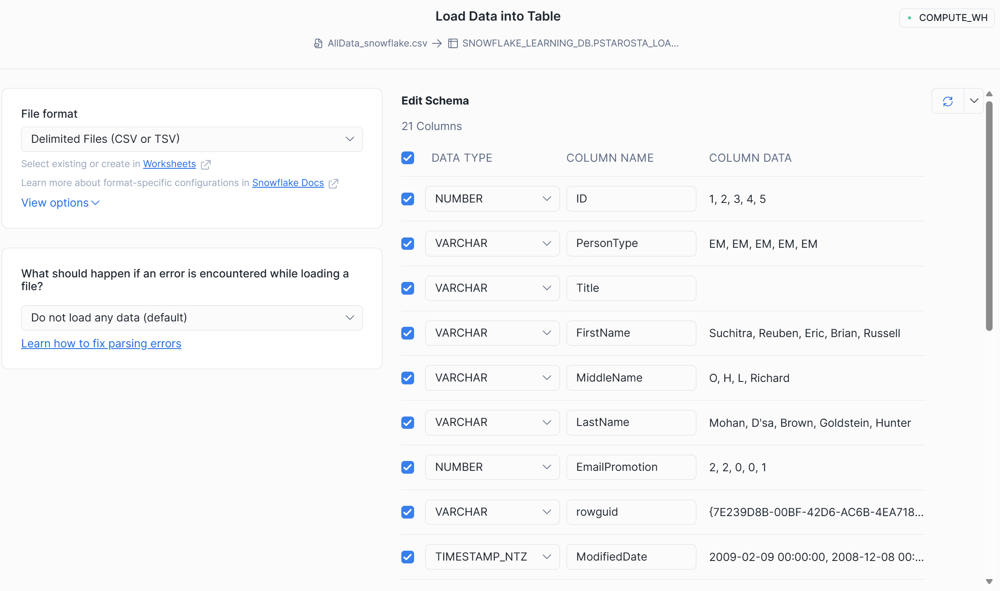 Load Data into Table
COMPUTE_WH
AllData_snowflake.csv → SNOWFLAKE_LEARNING_DB.PSTAROSTA_LOA...
File format
Delimited Files (CSV or TSV)
Select existing or create in Worksheets
Learn more about format-specific configurations in Snowflake Docs
View options
What should happen if an error is encountered while loading a
file?
Do not load any data (default)
Learn how to fix parsing errors
Edit Schema
21 Columns
DATA TYPE COLUMN NAME COLUMN DATA
NUMBER ID 1, 2, 3, 4, 5
VARCHAR PersonType EM, EM, EM, EM, EM
VARCHAR Title
VARCHAR FirstName Suchitra, Reuben, Eric, Brian, Russell
VARCHAR MiddleName O, H, L, Richard
VARCHAR LastName Mohan, D'sa, Brown, Goldstein, Hunter
NUMBER EmailPromotion 2, 2, 0, 0, 1
VARCHAR rowguid {7E239D8B-00BF-42D6-AC6B-4EA718...
TIMESTAMP_NTZ ModifiedDate 2009-02-09 00:00:00, 2008-12-08 00:...